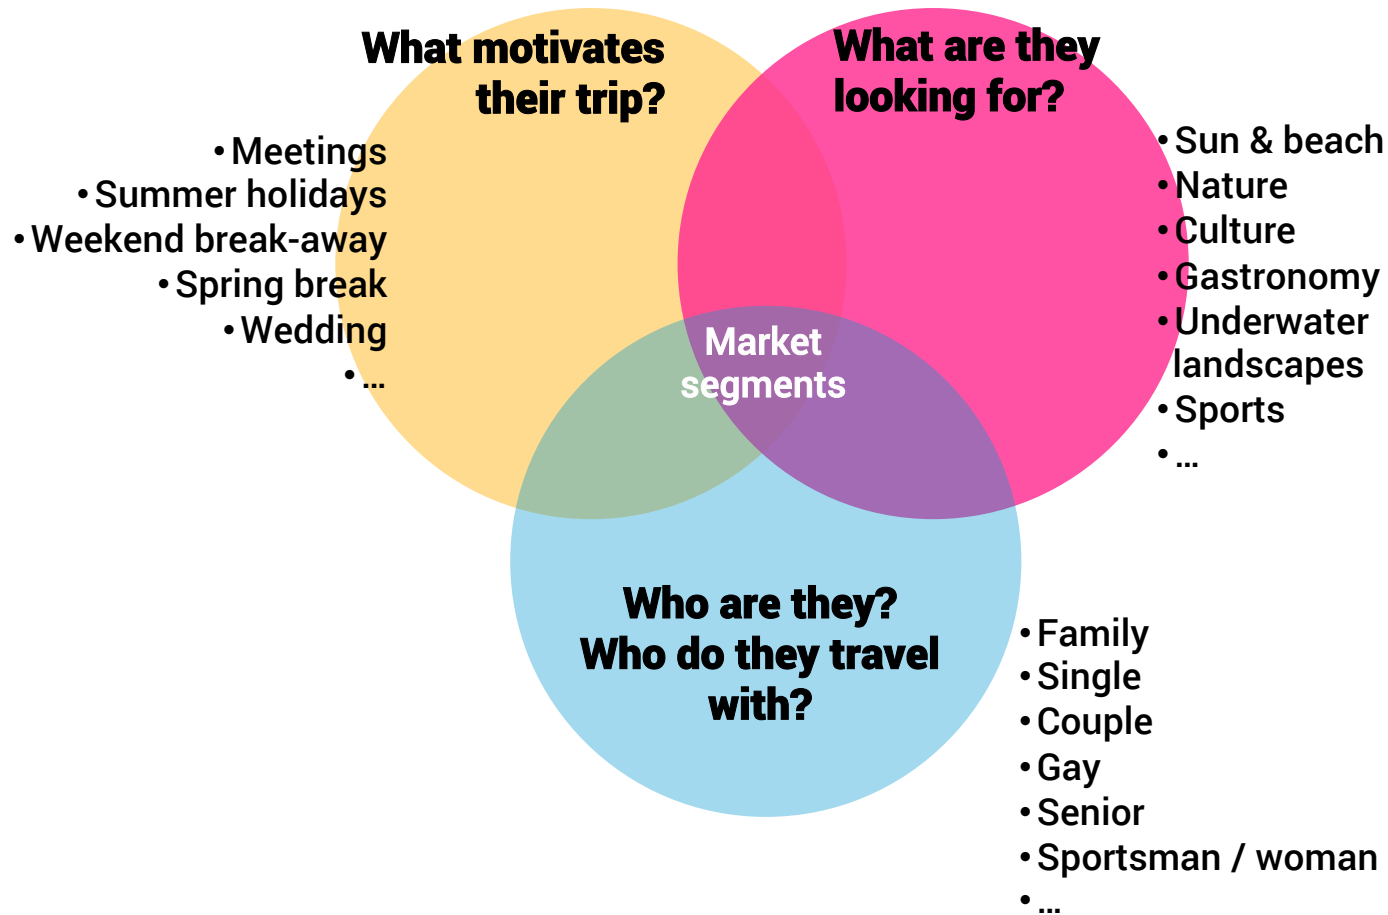 What motivates
their trip?
• Meetings
• Summer holidays
• Weekend break-away
• Spring break
• Wedding
• ...
What are they
looking for?
• Sun & beach
• Nature
• Culture
• Gastronomy
• Underwater
landscapes
• Sports
• ...
Market
segments
Who are they?
Who do they travel
with?
• Family
• Single
• Couple
• Gay
• Senior
• Sportsman / woman
• ...